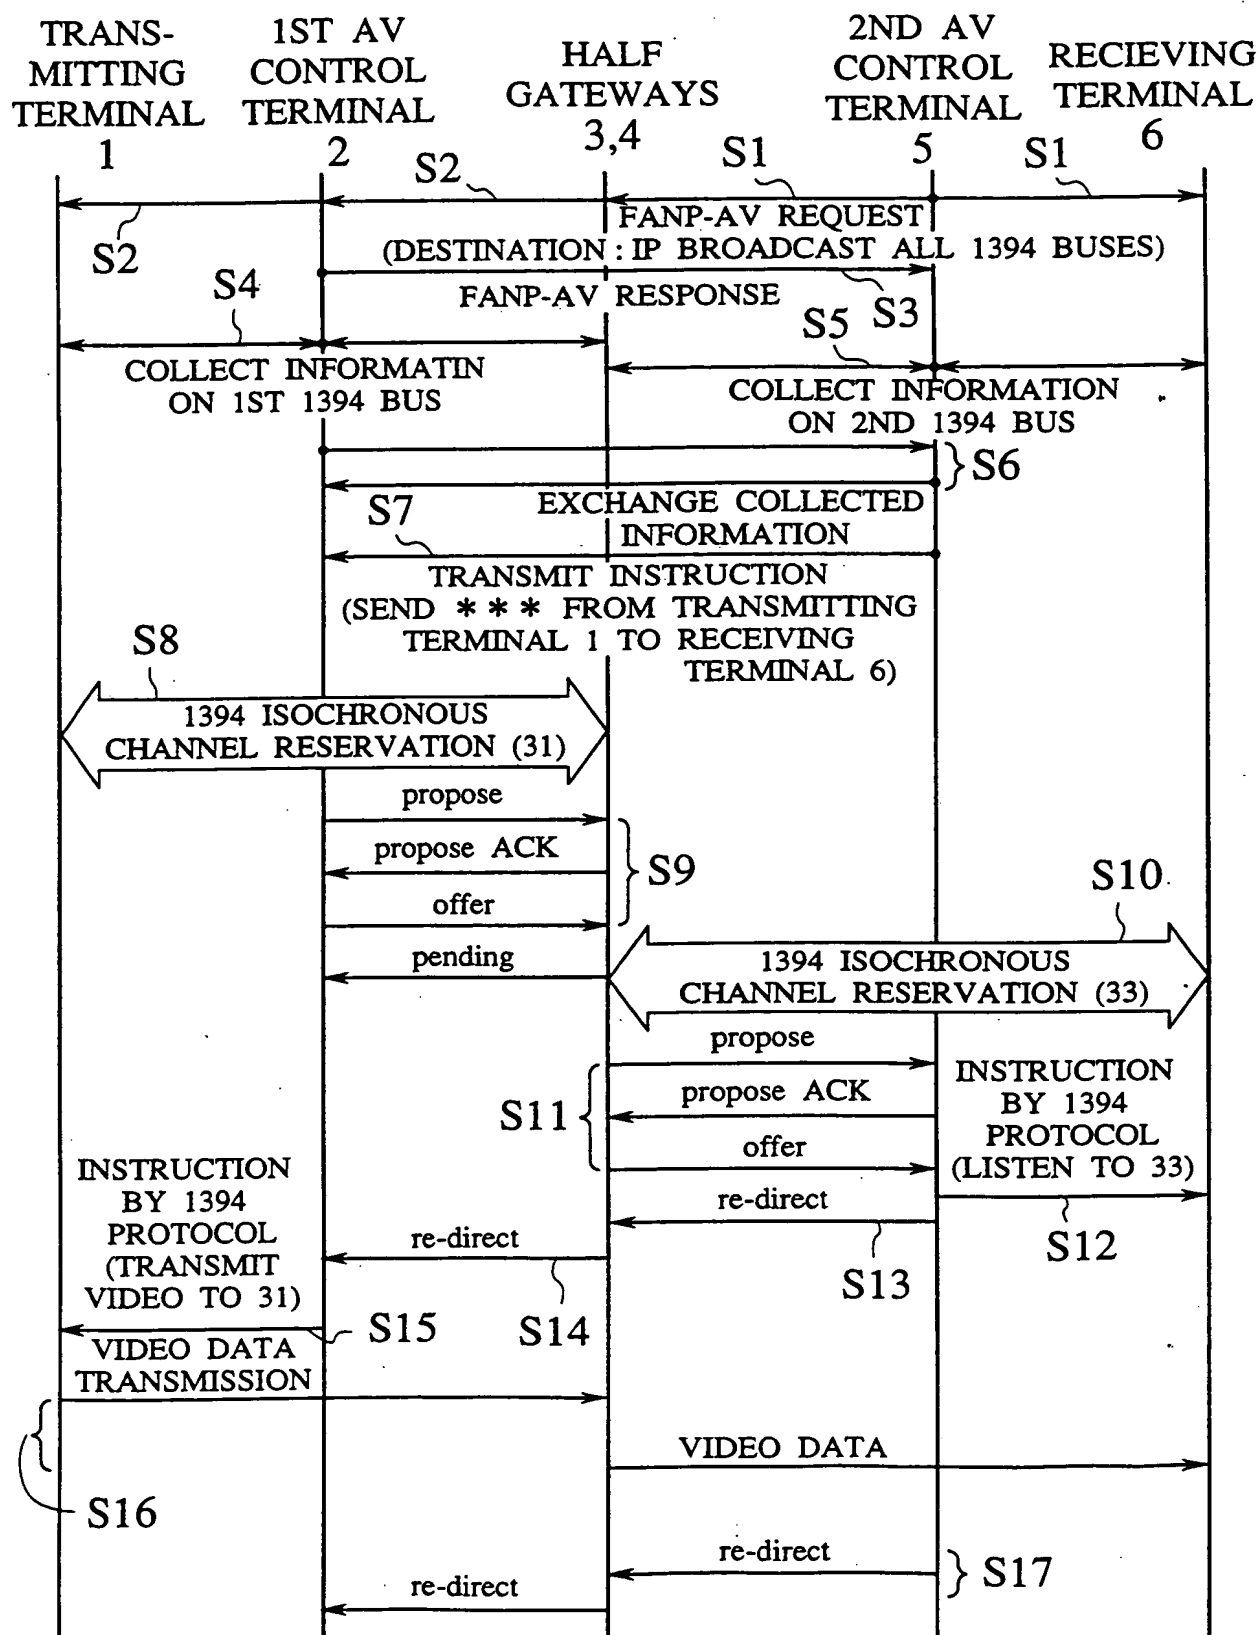 TRANS-
MITTING
TERMINAL
1
1ST AV
CONTROL
TERMINAL
2
HALF
GATEWAYS
3,4
2ND AV
CONTROL
TERMINAL
5
RECIEVING
TERMINAL
6
S2
S1
S1
S2
FANP-AV REQUEST
(DESTINATION : IP BROADCAST ALL 1394 BUSES)
S4
FANP-AV RESPONSE
S3
S5
COLLECT INFORMATIN
ON 1ST 1394 BUS
COLLECT INFORMATION
ON 2ND 1394 BUS
S6
S7
EXCHANGE COLLECTED
INFORMATION
TRANSMIT INSTRUCTION
(SEND *** FROM TRANSMITTING
TERMINAL 1 TO RECEIVING
TERMINAL 6)
S8
1394 ISOCHRONOUS
CHANNEL RESERVATION (31)
propose
propose ACK
S9
offer
S10
pending
1394 ISOCHRONOUS
CHANNEL RESERVATION (33)
propose
S11
propose ACK
offer
INSTRUCTION
BY 1394
PROTOCOL
(LISTEN TO 33)
INSTRUCTION
BY 1394
PROTOCOL
(TRANSMIT
VIDEO TO 31)
re-direct
S12
re-direct
S13
S14
S15
VIDEO DATA
TRANSMISSION
VIDEO DATA
S16
re-direct
S17
re-direct